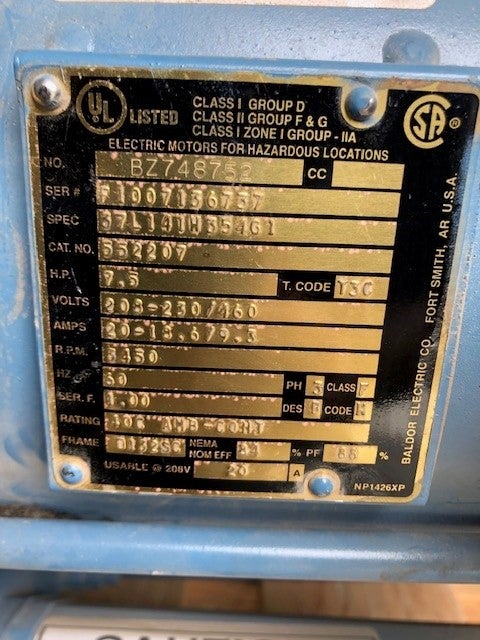 UL LISTED
CLASS I GROUP D
CLASS II GROUP F & G
CLASS I ZONE I GROUP - IIA
SA ®
ELECTRIC MOTORS FOR HAZARDOUS LOCATIONS
NO. BZ748752 CC
SER # F1007136737
SPEC 37L14
CAT. NO. 552207
H.P. 7.5 T. CODE T3C
VOLTS 208-230/460
AMPS 20-18.6/9.3
R.P.M. 3450
HZ 60 PH 3 CLASS F
SER. F. 1.00 DES CODE
RATING 40C AMB-CONT
FRAME NEMA NOM EFF % PF 88 %
USABLE @ 208V 20 A
NP1426XP
BALDOR ELECTRIC CO. FORT SMITH, AR U.S.A.